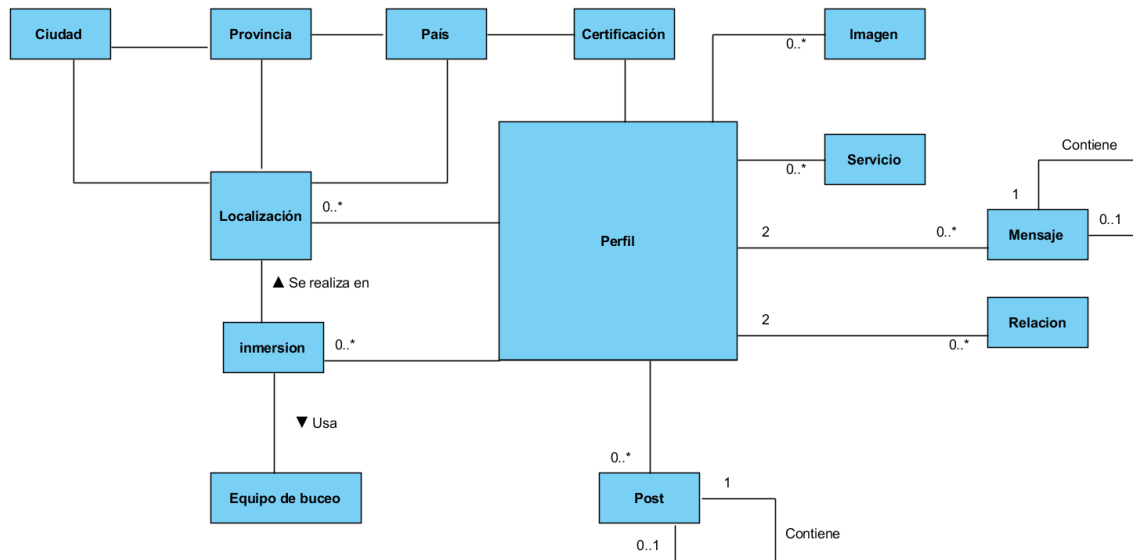 Ciudad
Provincia
País
Certificación
Imagen
0..*
Servicio
0..*
Contiene
1
0..1
Mensaje
2
0..*
Localización
0..*
Perfil
▲ Se realiza en
2
Relacion
0..*
inmersion
0..*
▼ Usa
0..*
Equipo de buceo
Post
1
Contiene
0..1